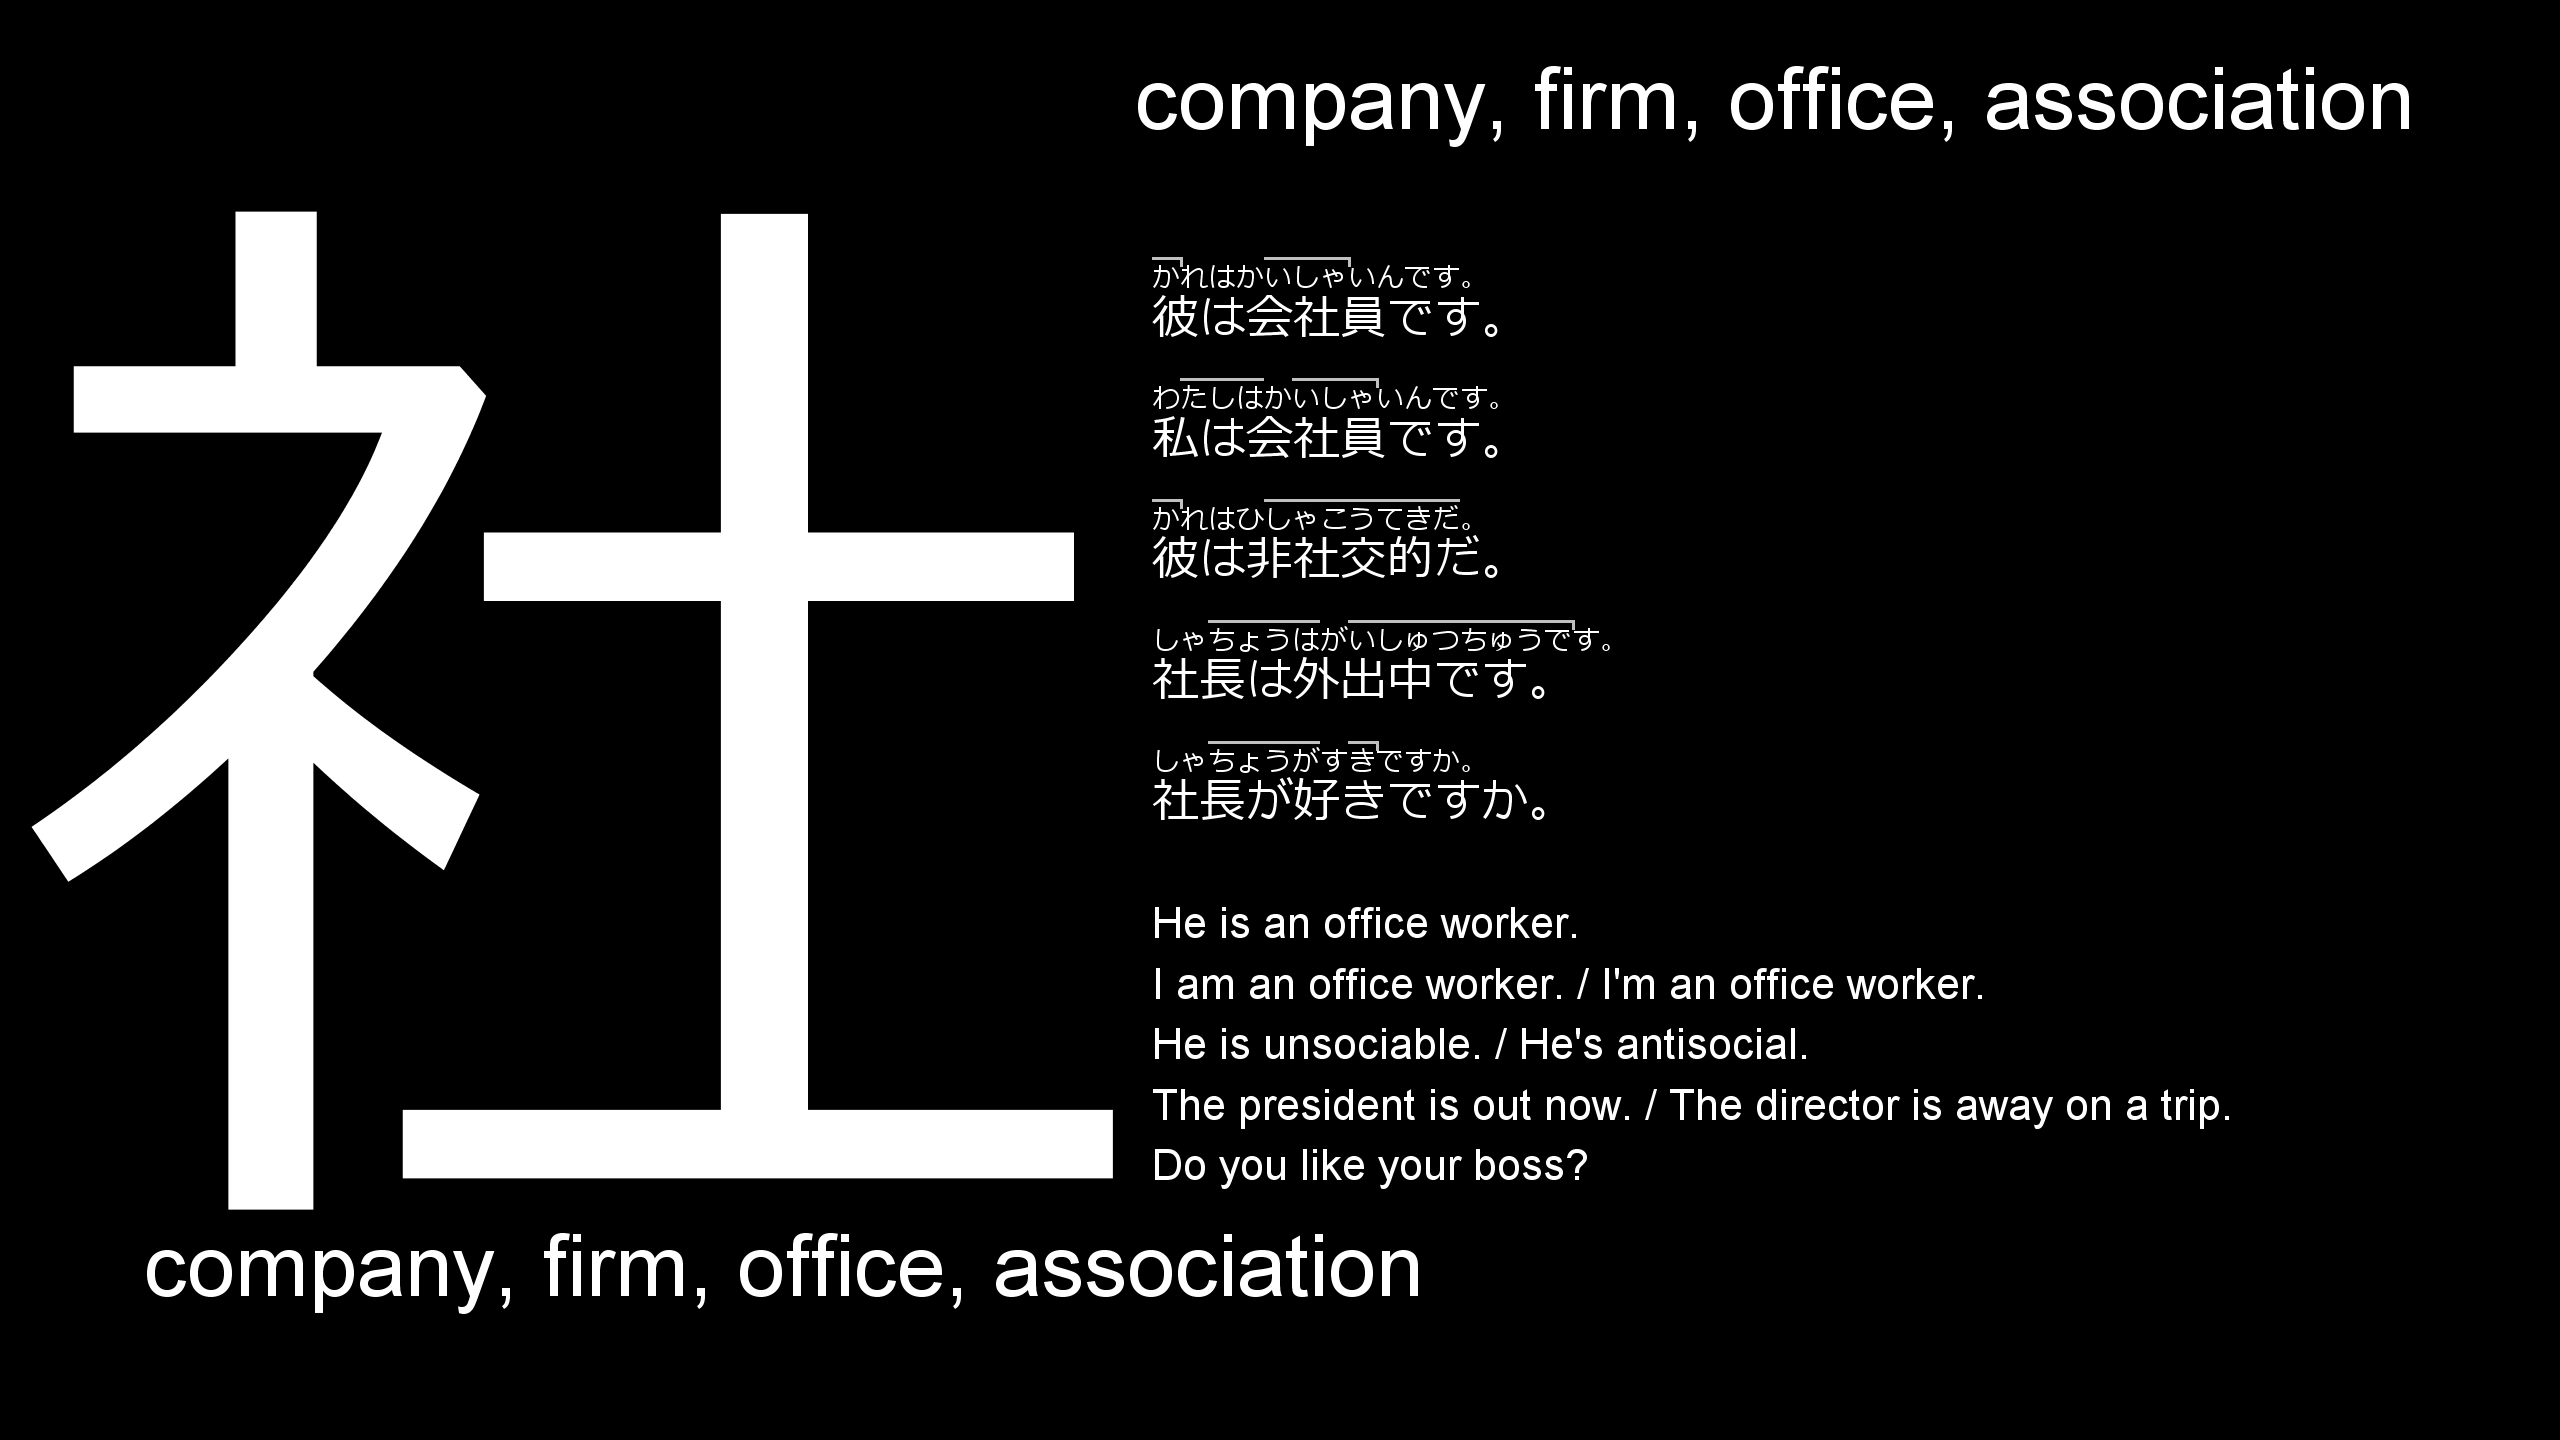 company, firm, office, association
社
かれはかいしゃいんです。
彼は会社員です。
わたしはかいしゃいんです。
私は会社員です。
かれはひしゃこうてきだ。
彼は非社交的だ。
しゃちょうはがいしゅつちゅうです。
社長は外出中です。
しゃちょうがすきですか。
社長が好きですか。
He is an office worker.
I am an office worker. / I'm an office worker.
He is unsociable. / He's antisocial.
The president is out now. / The director is away on a trip.
Do you like your boss?
company, firm, office, association